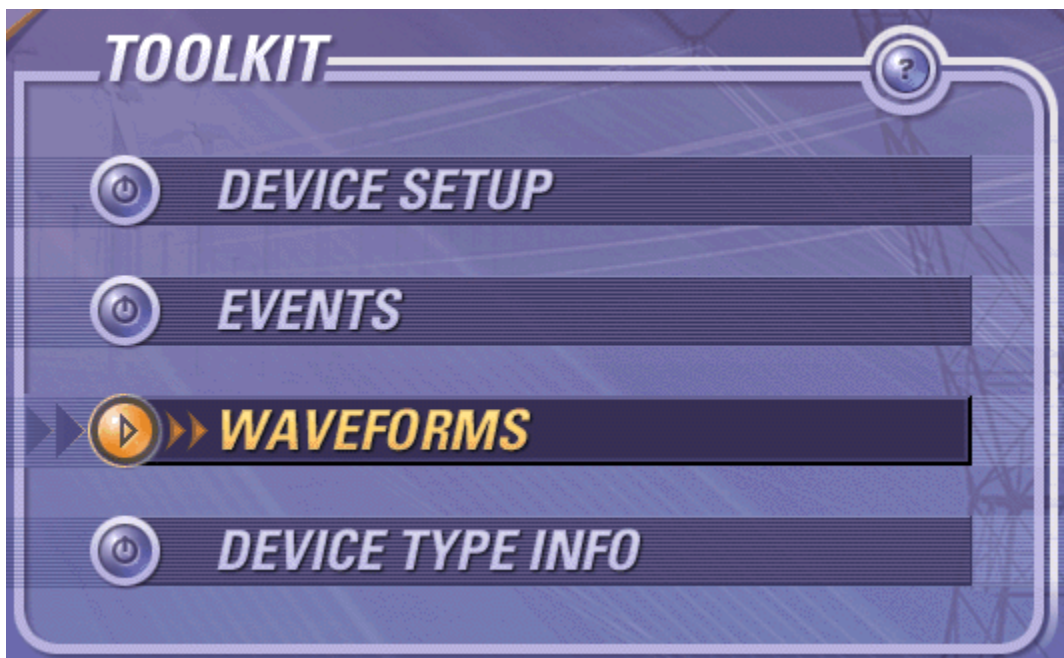 TOOLKIT
?
DEVICE SETUP
EVENTS
WAVEFORMS
DEVICE TYPE INFO